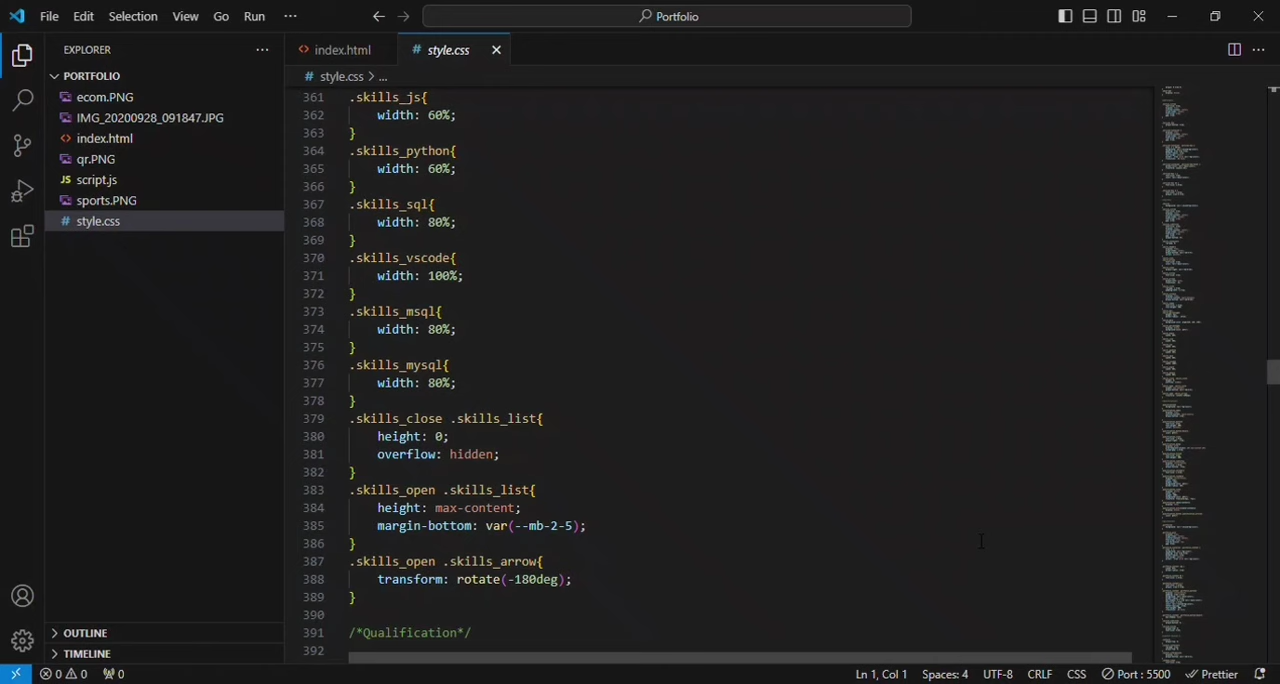 File Edit Selection View Go Run ··· Portfolio
EXPLORER ···
index.html
# style.css
PORTFOLIO
# style.css > ...
ecom.PNG
IMG_20200928_091847.JPG
index.html
qr.PNG
JS script.js
sports.PNG
# style.css
361 .skills_js{
362 width: 60%;
363 }
364 .skills_python{
365 width: 60%;
366 }
367 .skills_sql{
368 width: 80%;
369 }
370 .skills_vscode{
371 width: 100%;
372 }
373 .skills_msql{
374 width: 80%;
375 }
376 .skills_mysql{
377 width: 80%;
378 }
379 .skills_close .skills_list{
380 height: 0;
381 overflow: hidden;
382 }
383 .skills_open .skills_list{
384 height: max-content;
385 margin-bottom: var(--mb-2-5);
386 }
387 .skills_open .skills_arrow{
388 transform: rotate(-180deg);
389 }
390
391 /*Qualification*/
392
OUTLINE
TIMELINE
0 0 0 Ln 1, Col 1 Spaces: 4 UTF-8 CRLF CSS Port : 5500 Prettier